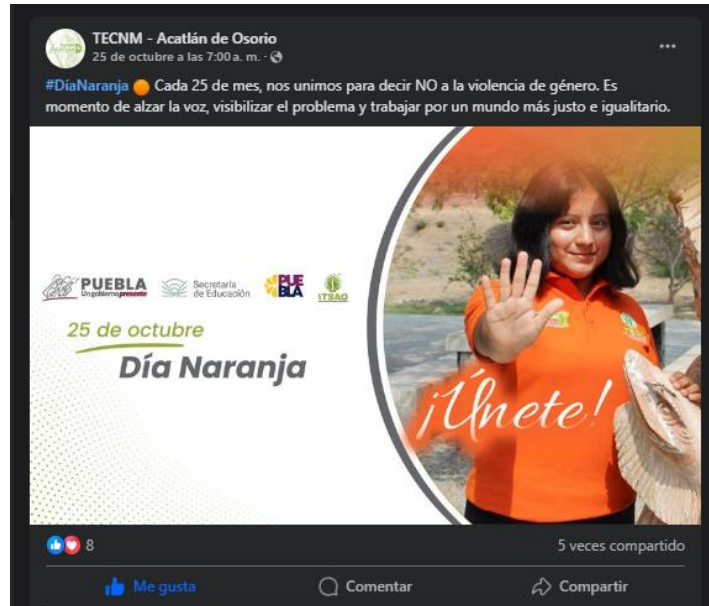 TECNM - Acatlán de Osorio
25 de octubre a las 7:00 a. m. ·
#DíaNaranja 🟠 Cada 25 de mes, nos unimos para decir NO a la violencia de género. Es
momento de alzar la voz, visibilizar el problema y trabajar por un mundo más justo e igualitario.
PUEBLA
Un gobierno presente
Secretaría
de Educación
PUE
BLA
ITSAO
25 de octubre
Día Naranja
¡Únete!
8
5 veces compartido
Me gusta
Comentar
Compartir